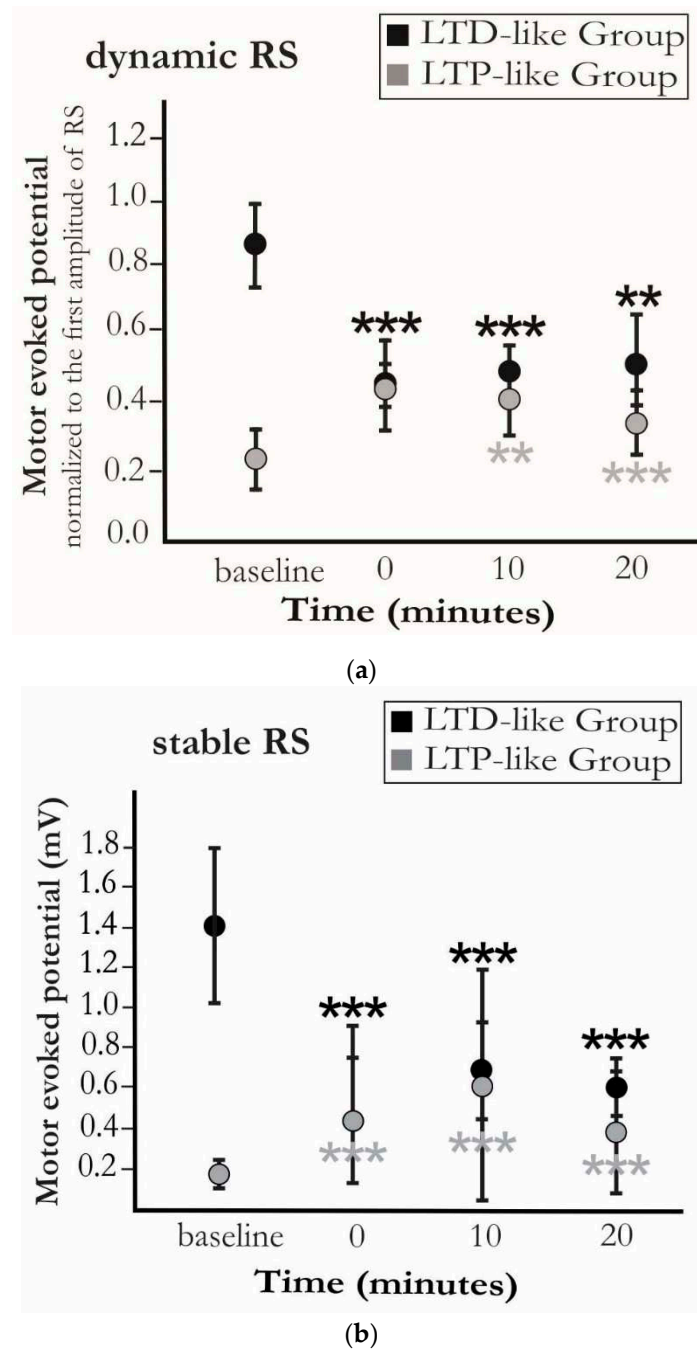 dynamic RS
LTD-like Group
LTP-like Group
Motor evoked potential
normalized to the first amplitude of RS
1.2
1.0
0.8
0.6
0.4
0.2
0.0
***
***
**
**
***
baseline 0 10 20
Time (minutes)
(a)
stable RS
LTD-like Group
LTP-like Group
Motor evoked potential (mV)
1.8
1.6
1.4
1.2
1.0
0.8
0.6
0.4
0.2
***
***
***
***
***
***
baseline 0 10 20
Time (minutes)
(b)